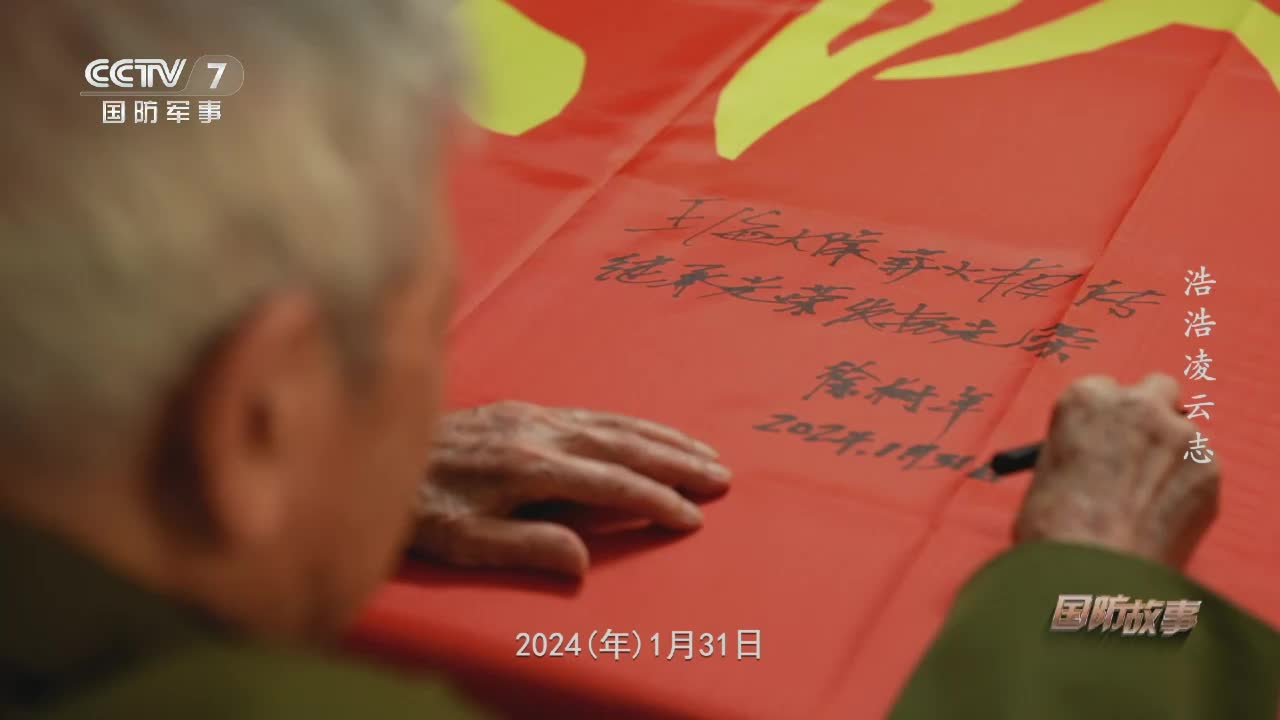 CCTV 7
国防军事
王海大队薪火相传
继承光荣发扬光荣
徐树平
2024.1月31日
浩浩凌云志
国防故事
2024(年)1月31日